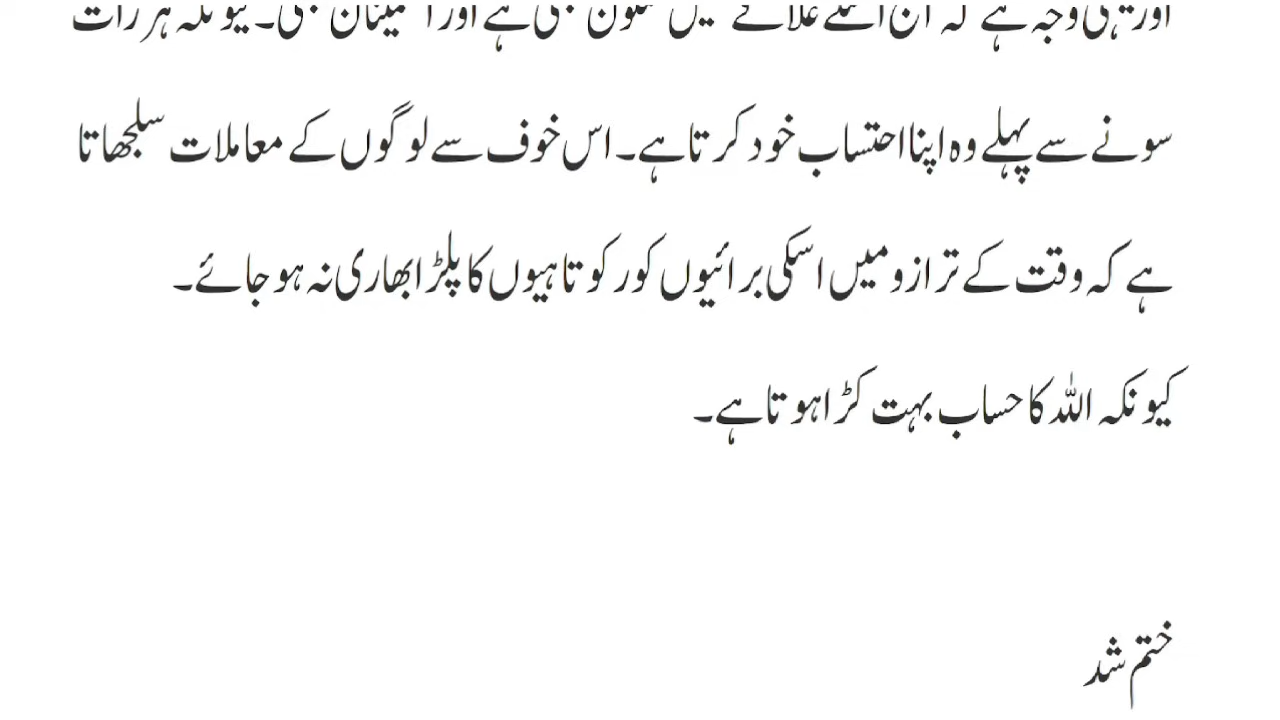 اور یہی وجہ ہے کہ ان اسکے علاقے میں سکون بھی ہے اور اطمینان بھی۔ کیونکہ ہر رات
سونے سے پہلے وہ اپنا احتساب خود کرتا ہے۔ اس خوف سے لوگوں کے معاملات سلجھاتا
ہے کہ وقت کے ترازو میں اسکی برائیوں کور کوتاہیوں کا پلڑا بھاری نہ ہو جائے۔
کیونکہ اللہ کا حساب بہت کڑا ہوتا ہے۔
ختم شد